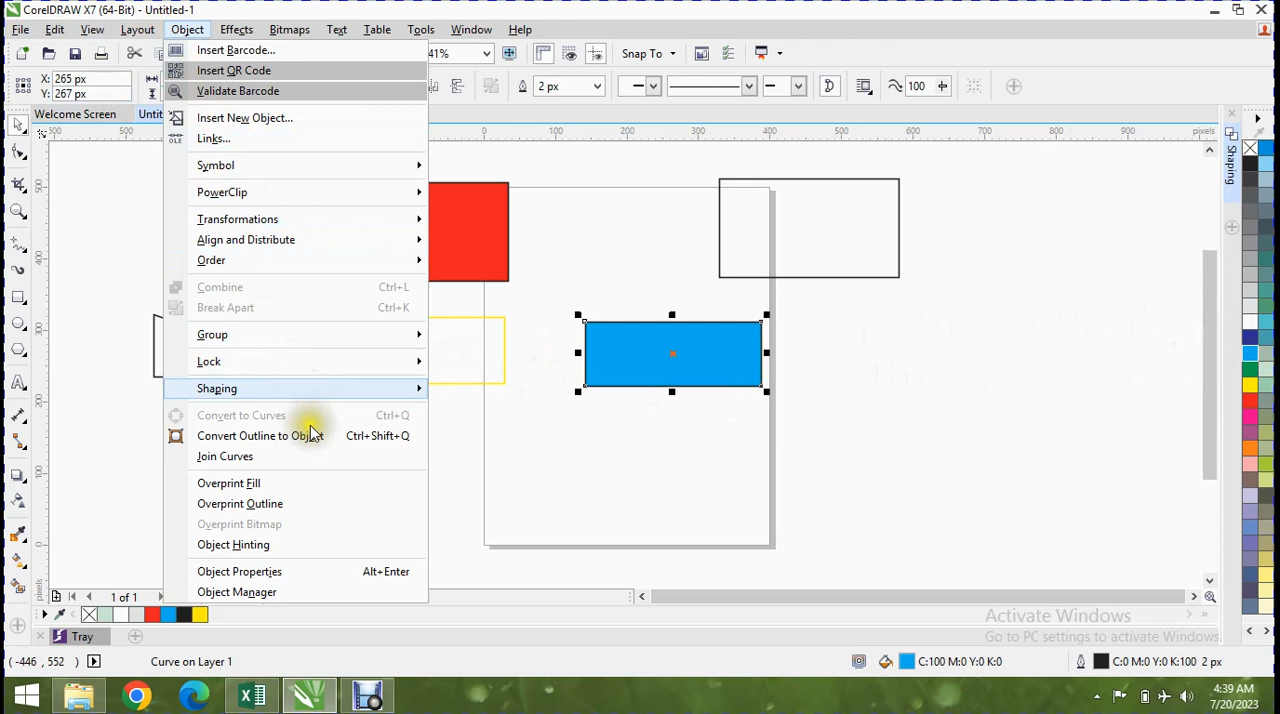 CorelDRAW X7 (64-Bit) - Untitled-1
File Edit View Layout Object Effects Bitmaps Text Table Tools Window Help
41% Snap To
X: 265 px
Y: 267 px
2 px 100
Welcome Screen Untit
Insert Barcode...
Insert QR Code
Validate Barcode
Insert New Object...
Links...
Symbol
PowerClip
Transformations
Align and Distribute
Order
Combine Ctrl+L
Break Apart Ctrl+K
Group
Lock
Shaping
Convert to Curves Ctrl+Q
Convert Outline to Object Ctrl+Shift+Q
Join Curves
Overprint Fill
Overprint Outline
Overprint Bitmap
Object Hinting
Object Properties Alt+Enter
Object Manager
0 100 200 300 400 500 600 700 800 900 pixels
Shaping
1 of 1
Activate Windows
Go to PC settings to activate Windows.
Tray
(-446 , 552 ) Curve on Layer 1 C:100 M:0 Y:0 K:0 C:0 M:0 Y:0 K:100 2 px
4:39 AM
7/20/2023